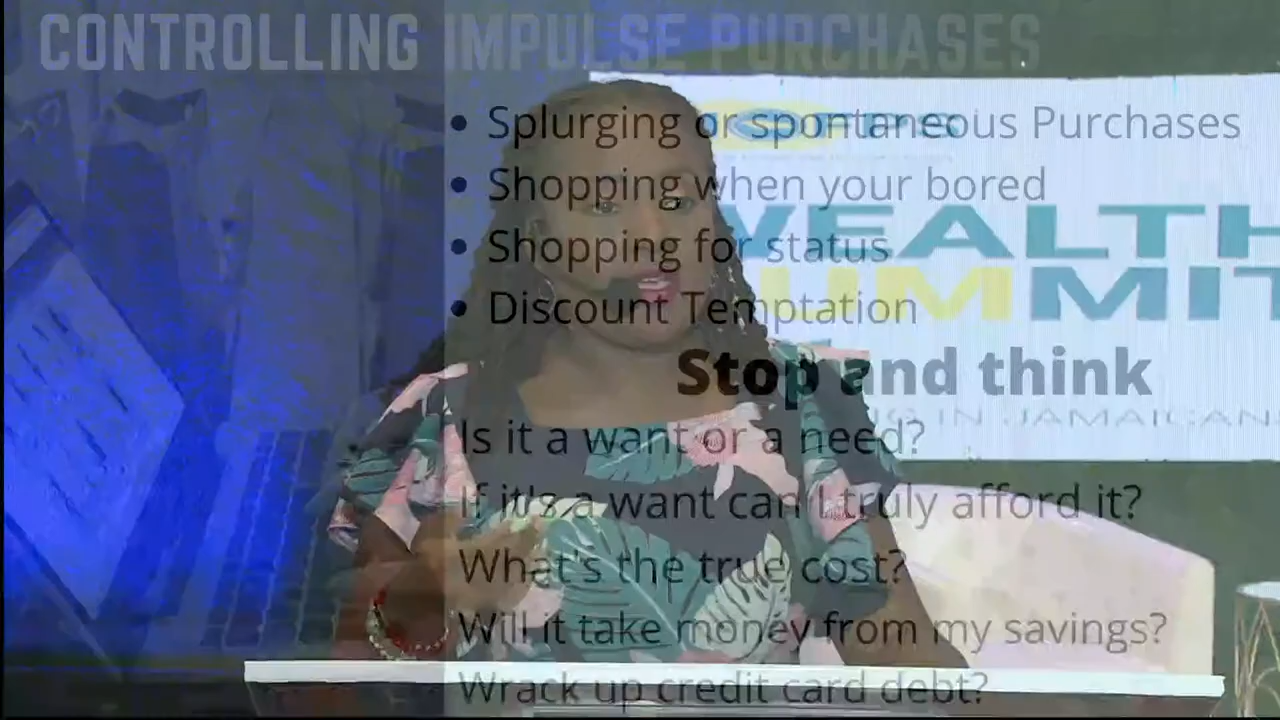 CONTROLLING IMPULSE PURCHASES
• Splurging or spontaneous Purchases
• Shopping when your bored
• Shopping for status
• Discount Temptation
Stop and think
Is it a want or a need?
If it's a want can I truly afford it?
What's the true cost?
Will it take money from my savings?
Wrack up credit card debt?
WEALTH
SUMMIT
IN JAMAICAN